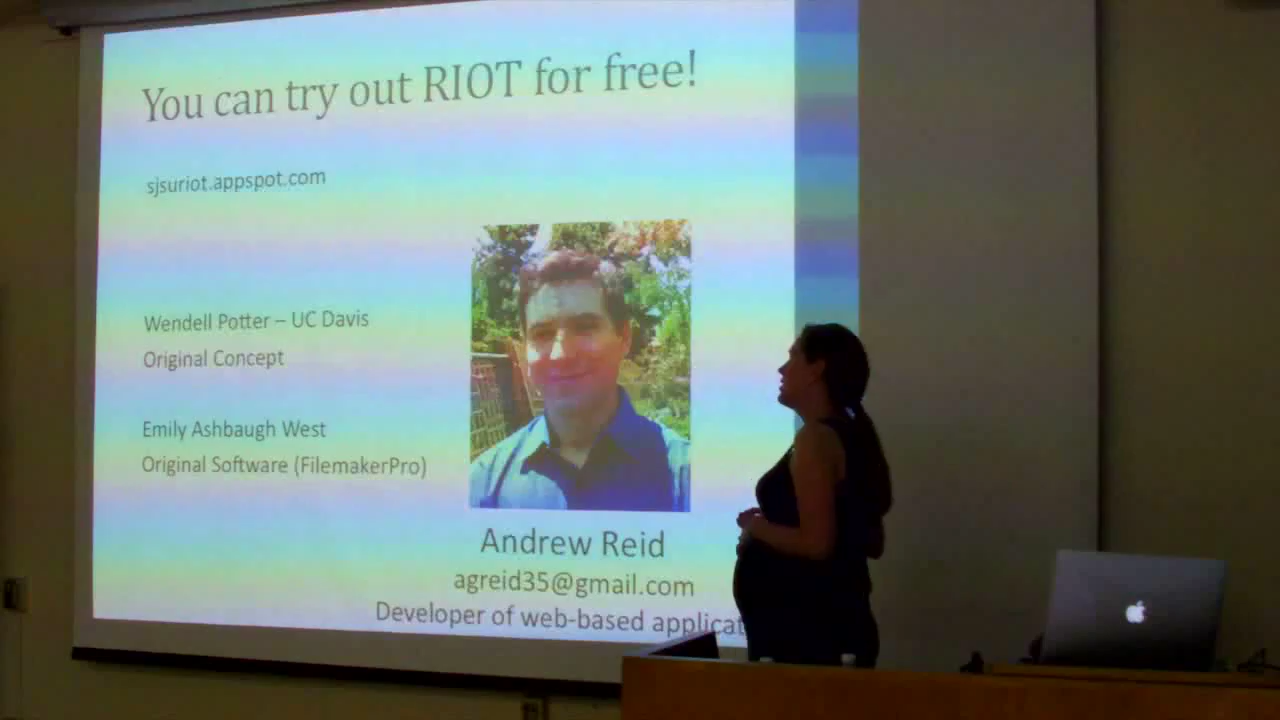 You can try out RIOT for free!
sjsuriot.appspot.com
Wendell Potter – UC Davis
Original Concept
Emily Ashbaugh West
Original Software (FilemakerPro)
Andrew Reid
agreid35@gmail.com
Developer of web-based applicat